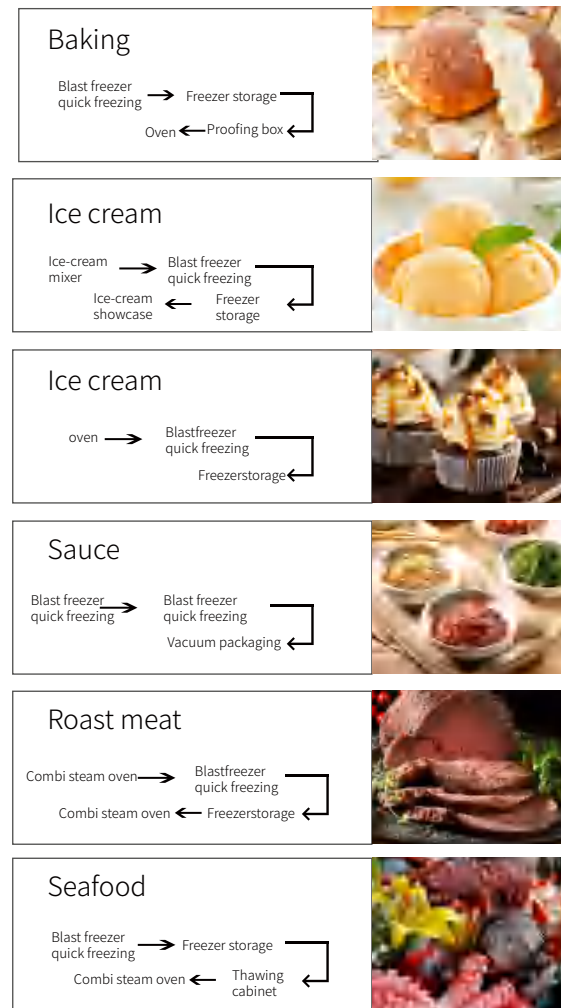 Baking
Blast freezer
quick freezing
Freezer storage
Oven
Proofing box
Ice cream
Ice-cream
mixer
Blast freezer
quick freezing
Ice-cream
showcase
Freezer
storage
Ice cream
oven
Blastfreezer
quick freezing
Freezerstorage
Sauce
Blast freezer
quick freezing
Blast freezer
quick freezing
Vacuum packaging
Roast meat
Combi steam oven
Blastfreezer
quick freezing
Combi steam oven
Freezerstorage
Seafood
Blast freezer
quick freezing
Freezer storage
Combi steam oven
Thawing
cabinet